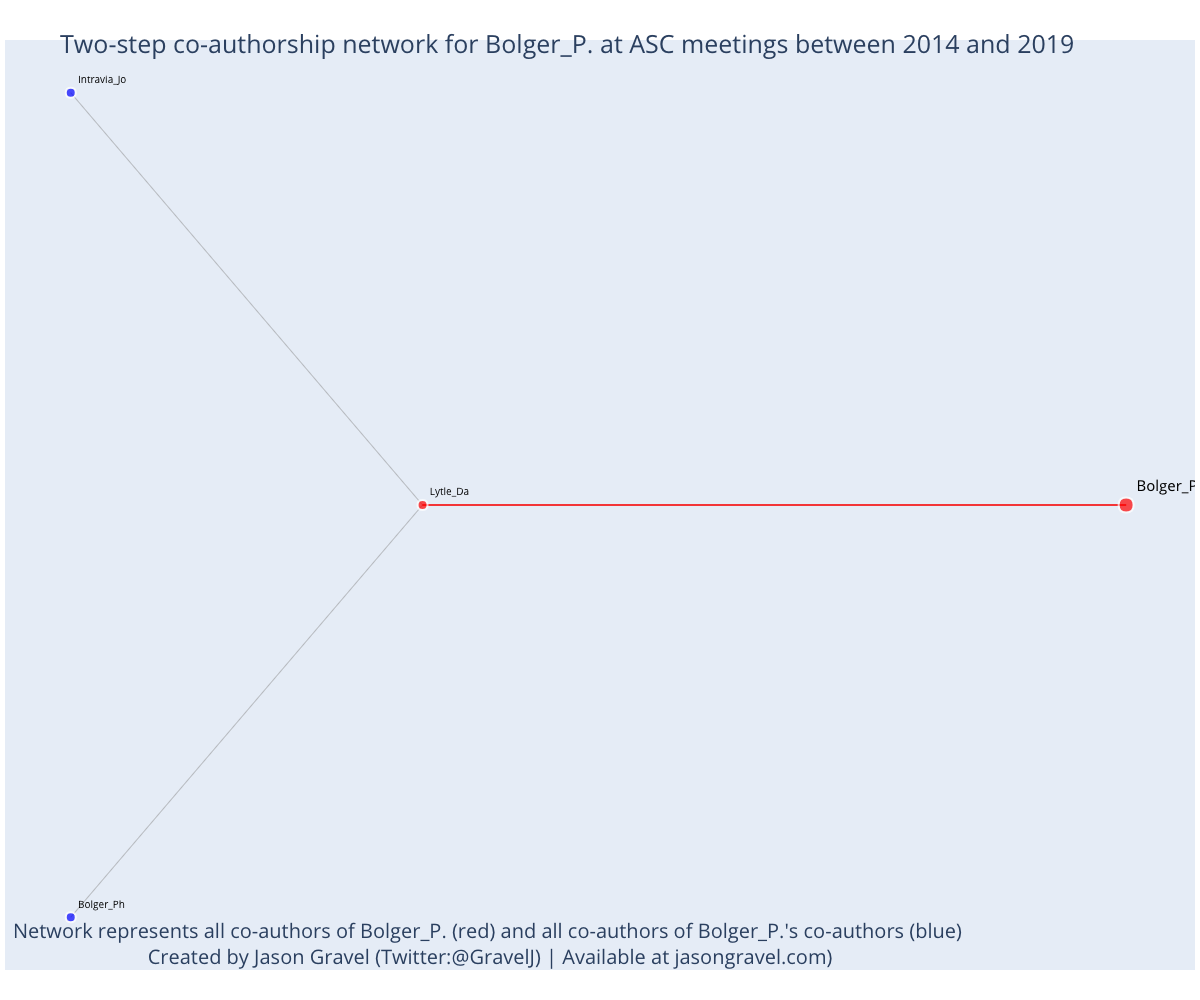 Two-step co-authorship network for Bolger_P. at ASC meetings between 2014 and 2019
Intravia_Jo
Bolger_P
Lytle_Da
Bolger_Ph
Network represents all co-authors of Bolger_P. (red) and all co-authors of Bolger_P.'s co-authors (blue)
Created by Jason Gravel (Twitter:@GravelJ) | Available at jasongravel.com)